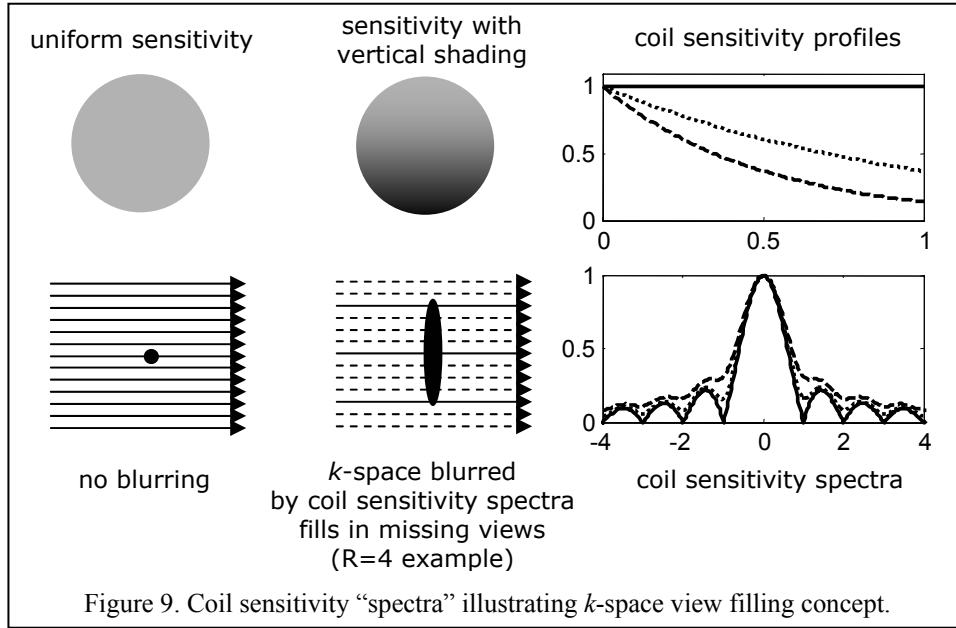 uniform sensitivity
sensitivity with
vertical shading
coil sensitivity profiles
1
0.5
0
0
0.5
1
no blurring
k-space blurred
by coil sensitivity spectra
fills in missing views
(R=4 example)
1
0.5
0
-4
-2
0
2
4
coil sensitivity spectra
Figure 9. Coil sensitivity “spectra” illustrating k-space view filling concept.